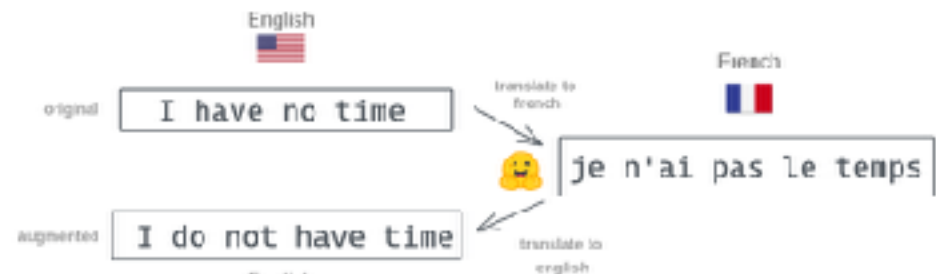 English
original
I have no time
translate to
french
French
je n'ai pas le temps
augmented
I do not have time
translate to
english
English